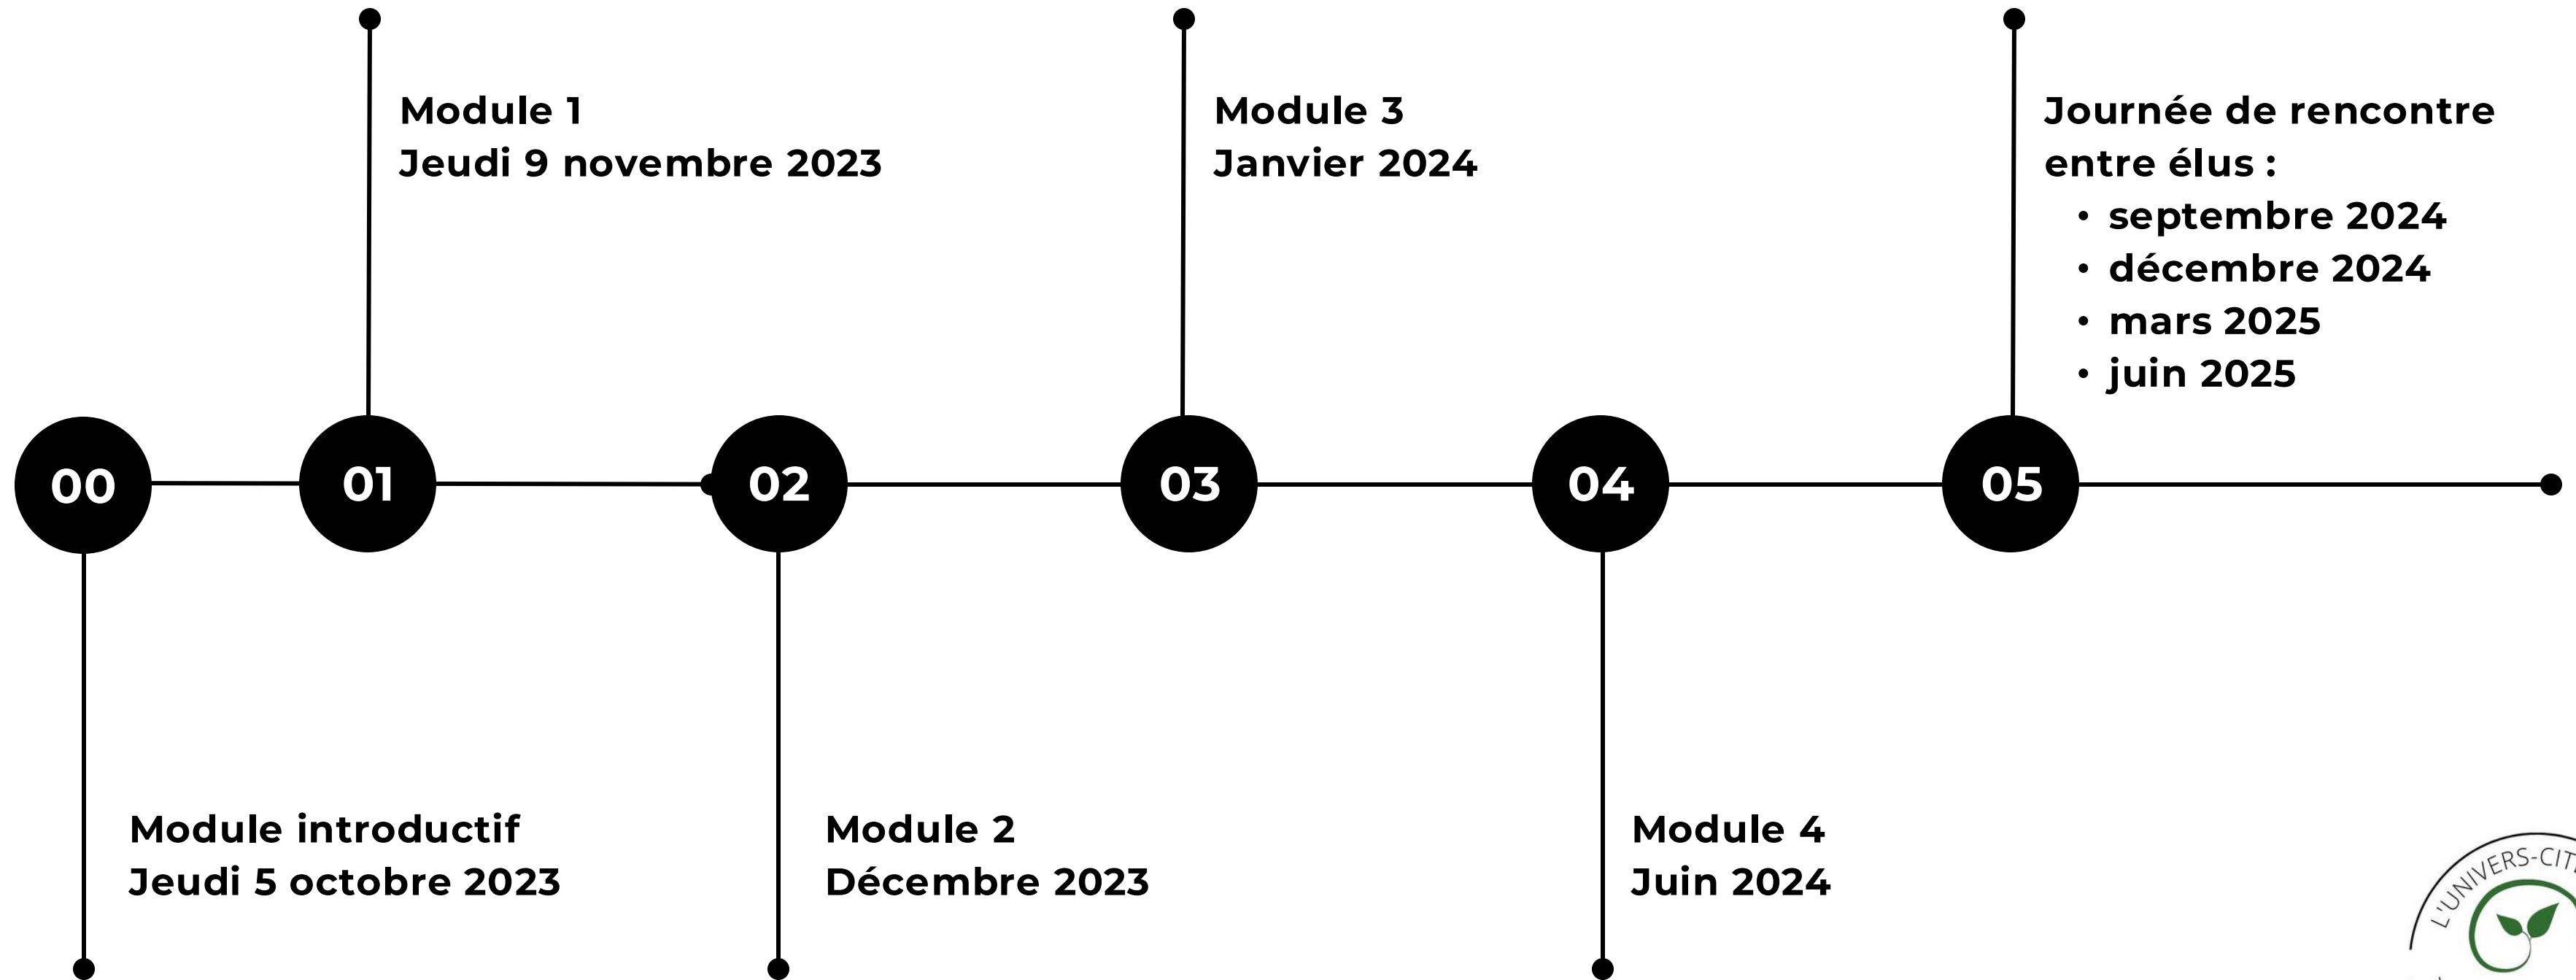 Module 1
Jeudi 9 novembre 2023
Module 3
Janvier 2024
Journée de rencontre
entre élus :
• septembre 2024
• décembre 2024
• mars 2025
• juin 2025
00
01
02
03
04
05
Module introductif
Jeudi 5 octobre 2023
Module 2
Décembre 2023
Module 4
Juin 2024
L'UNIVERS-CIT